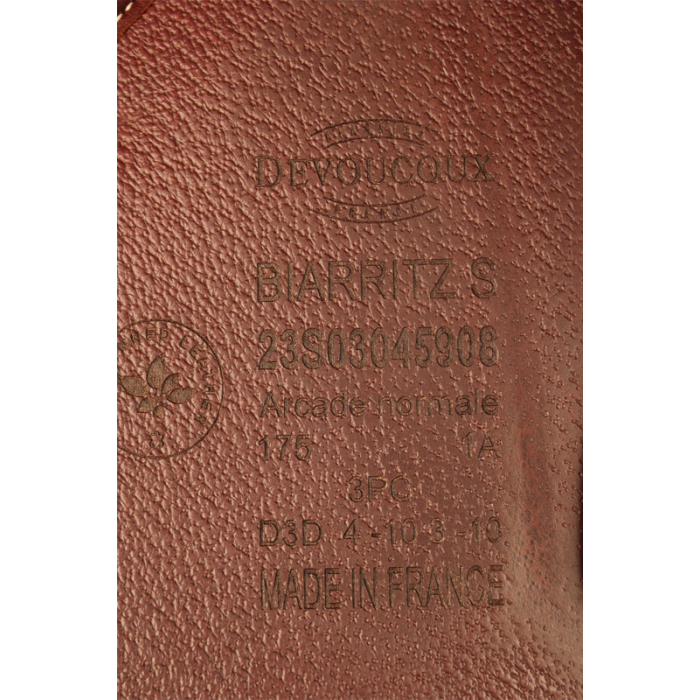 DEVOUCOUX
BIARRITZ S
23S03045908
Arcade normale
175 1A
3PC
D3D 4 -10 3 -10
MADE IN FRANCE